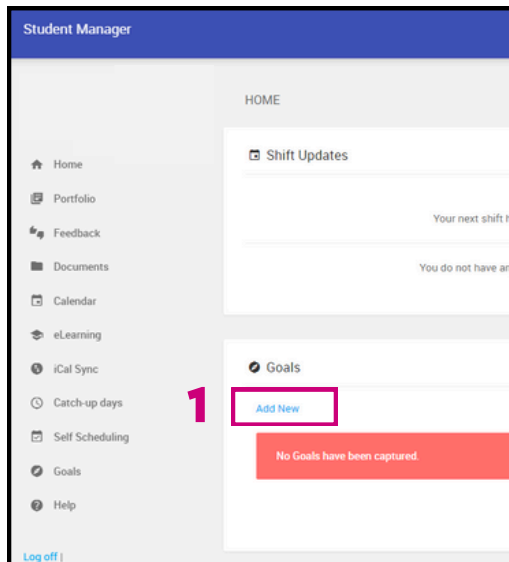 Student Manager
HOME
Home
Portfolio
Feedback
Documents
Calendar
eLearning
iCal Sync
Catch-up days
Self Scheduling
Goals
Help
Log off |
Shift Updates
Your next shift
You do not have
Goals
1
Add New
No Goals have been captured.